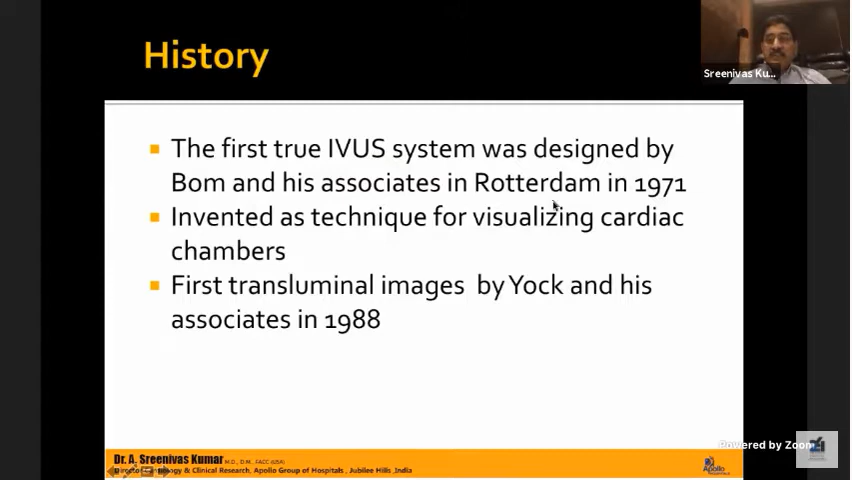 History
Sreenivas Ku...
The first true IVUS system was designed by
Bom and his associates in Rotterdam in 1971
Invented as technique for visualizing cardiac
chambers
First transluminal images by Yock and his
associates in 1988
Powered by Zoom
Dr. A. Sreenivas Kumar M.D., D.M., FACC (USA)
& Clinical Research, Apollo Group of Hospitals, Jubilee Hills, India
Apollo